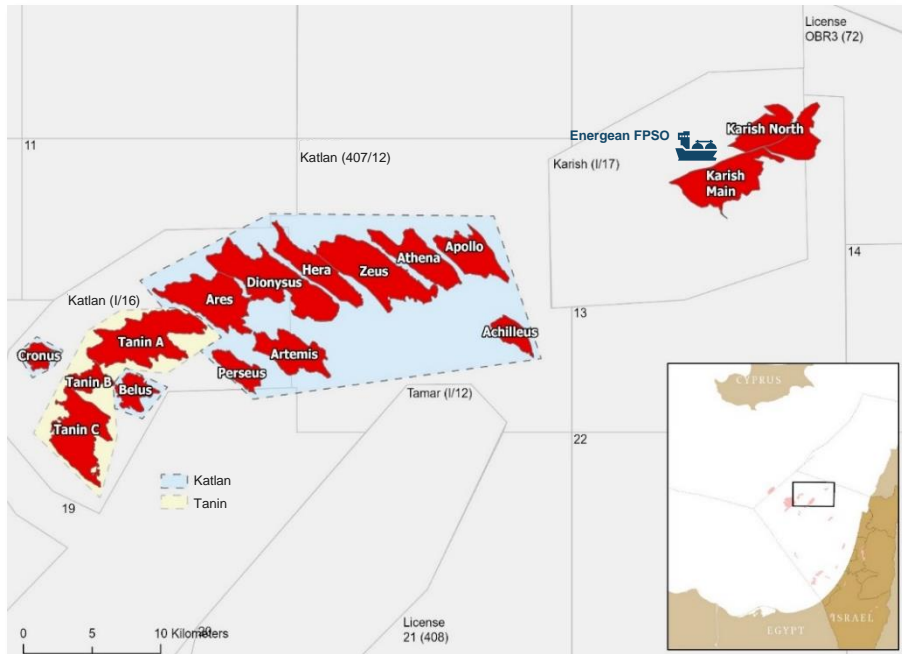 License
OBR3 (72)
Energean FPSO
Karish North
11
Katlan (407/12)
Karish (I/17)
Karish
Main
Apollo
Athena
Hera
Zeus
14
Dionysus
Katlan (I/16)
Ares
13
Achilleus
Tanin A
Cronus
Artemis
Perseus
Tanin B
Belus
Tamar (I/12)
CYPRUS
Tanin C
22
Katlan
Tanin
19
License
21 (408)
0 5 10 Kilometers
20
EGYPT
ISRAEL